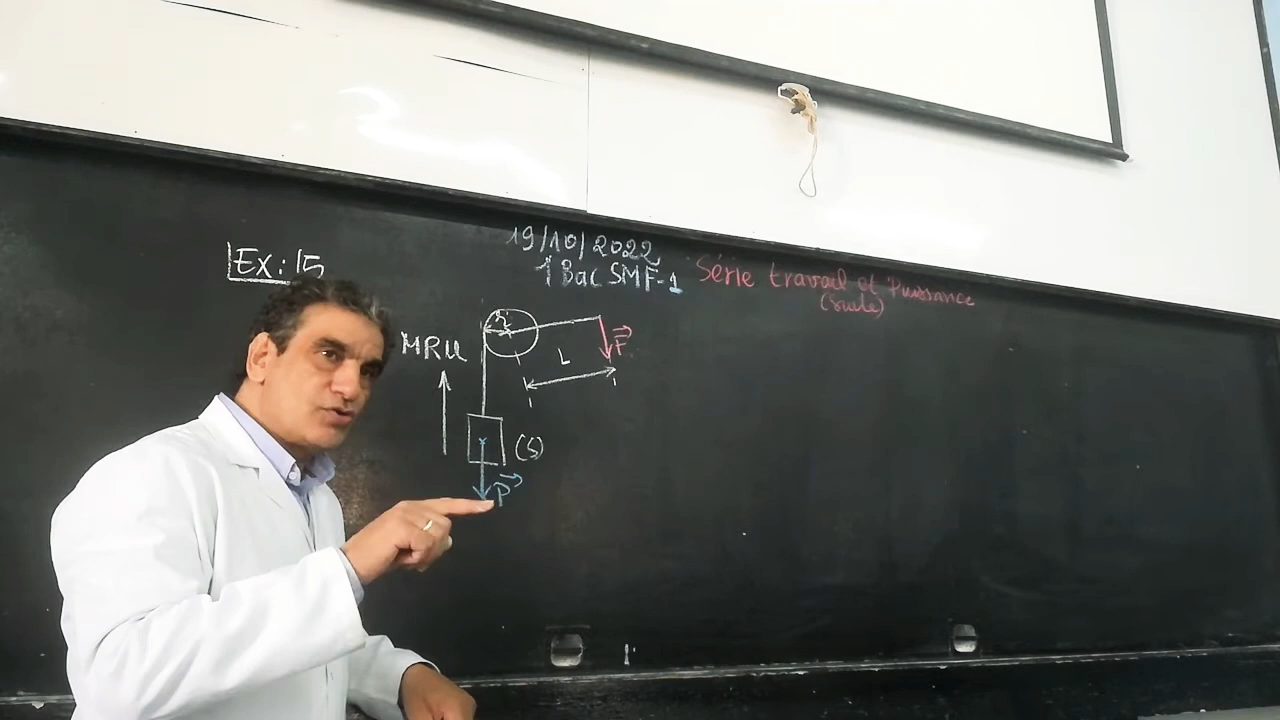 19/10/2022
1 Bac SMF-1
Série travail et Puissance
(suite)
Ex: 15
MRU
r
F
L
(S)
P